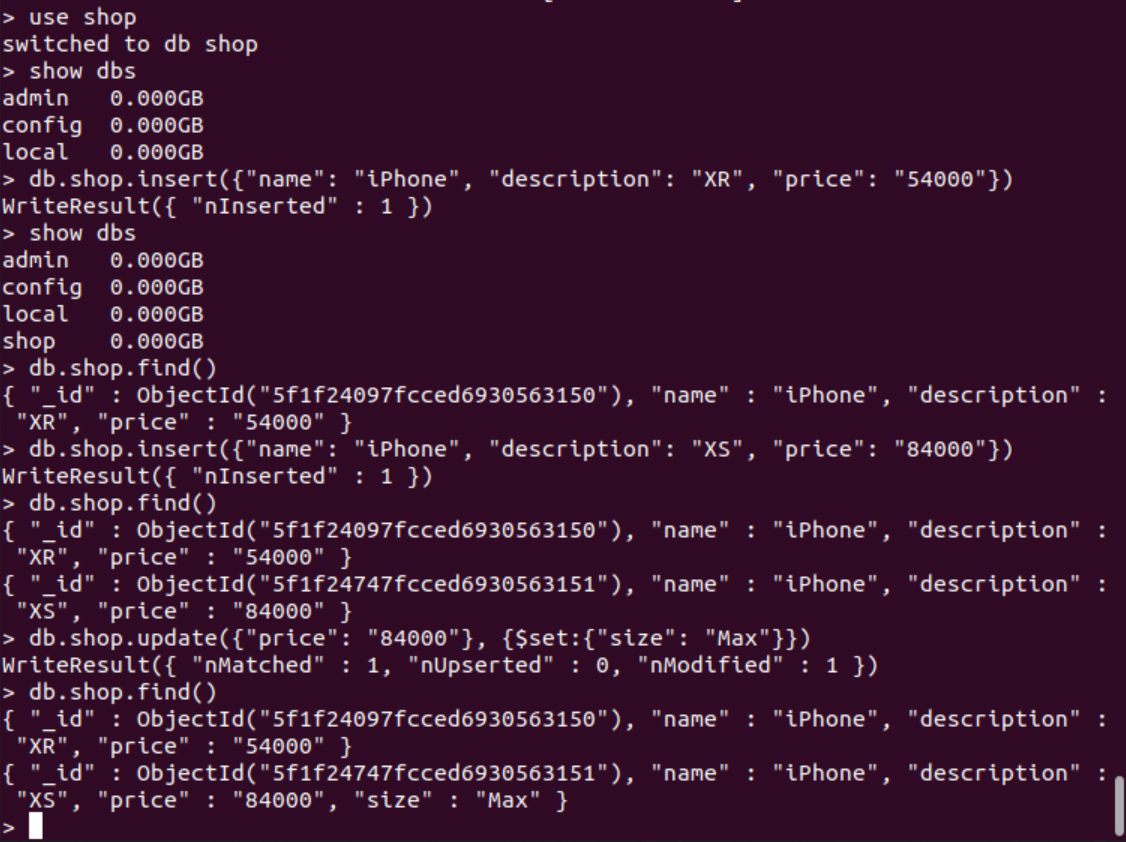 > use shop
switched to db shop
> show dbs
admin   0.000GB
config  0.000GB
local   0.000GB
> db.shop.insert({"name": "iPhone", "description": "XR", "price": "54000"})
WriteResult({ "nInserted" : 1 })
> show dbs
admin   0.000GB
config  0.000GB
local   0.000GB
shop    0.000GB
> db.shop.find()
{ "_id" : ObjectId("5f1f24097fcced6930563150"), "name" : "iPhone", "description" :
 "XR", "price" : "54000" }
> db.shop.insert({"name": "iPhone", "description": "XS", "price": "84000"})
WriteResult({ "nInserted" : 1 })
> db.shop.find()
{ "_id" : ObjectId("5f1f24097fcced6930563150"), "name" : "iPhone", "description" :
 "XR", "price" : "54000" }
{ "_id" : ObjectId("5f1f24747fcced6930563151"), "name" : "iPhone", "description" :
 "XS", "price" : "84000" }
> db.shop.update({"price": "84000"}, {$set:{"size": "Max"}})
WriteResult({ "nMatched" : 1, "nUpserted" : 0, "nModified" : 1 })
> db.shop.find()
{ "_id" : ObjectId("5f1f24097fcced6930563150"), "name" : "iPhone", "description" :
 "XR", "price" : "54000" }
{ "_id" : ObjectId("5f1f24747fcced6930563151"), "name" : "iPhone", "description" :
 "XS", "price" : "84000", "size" : "Max" }
>